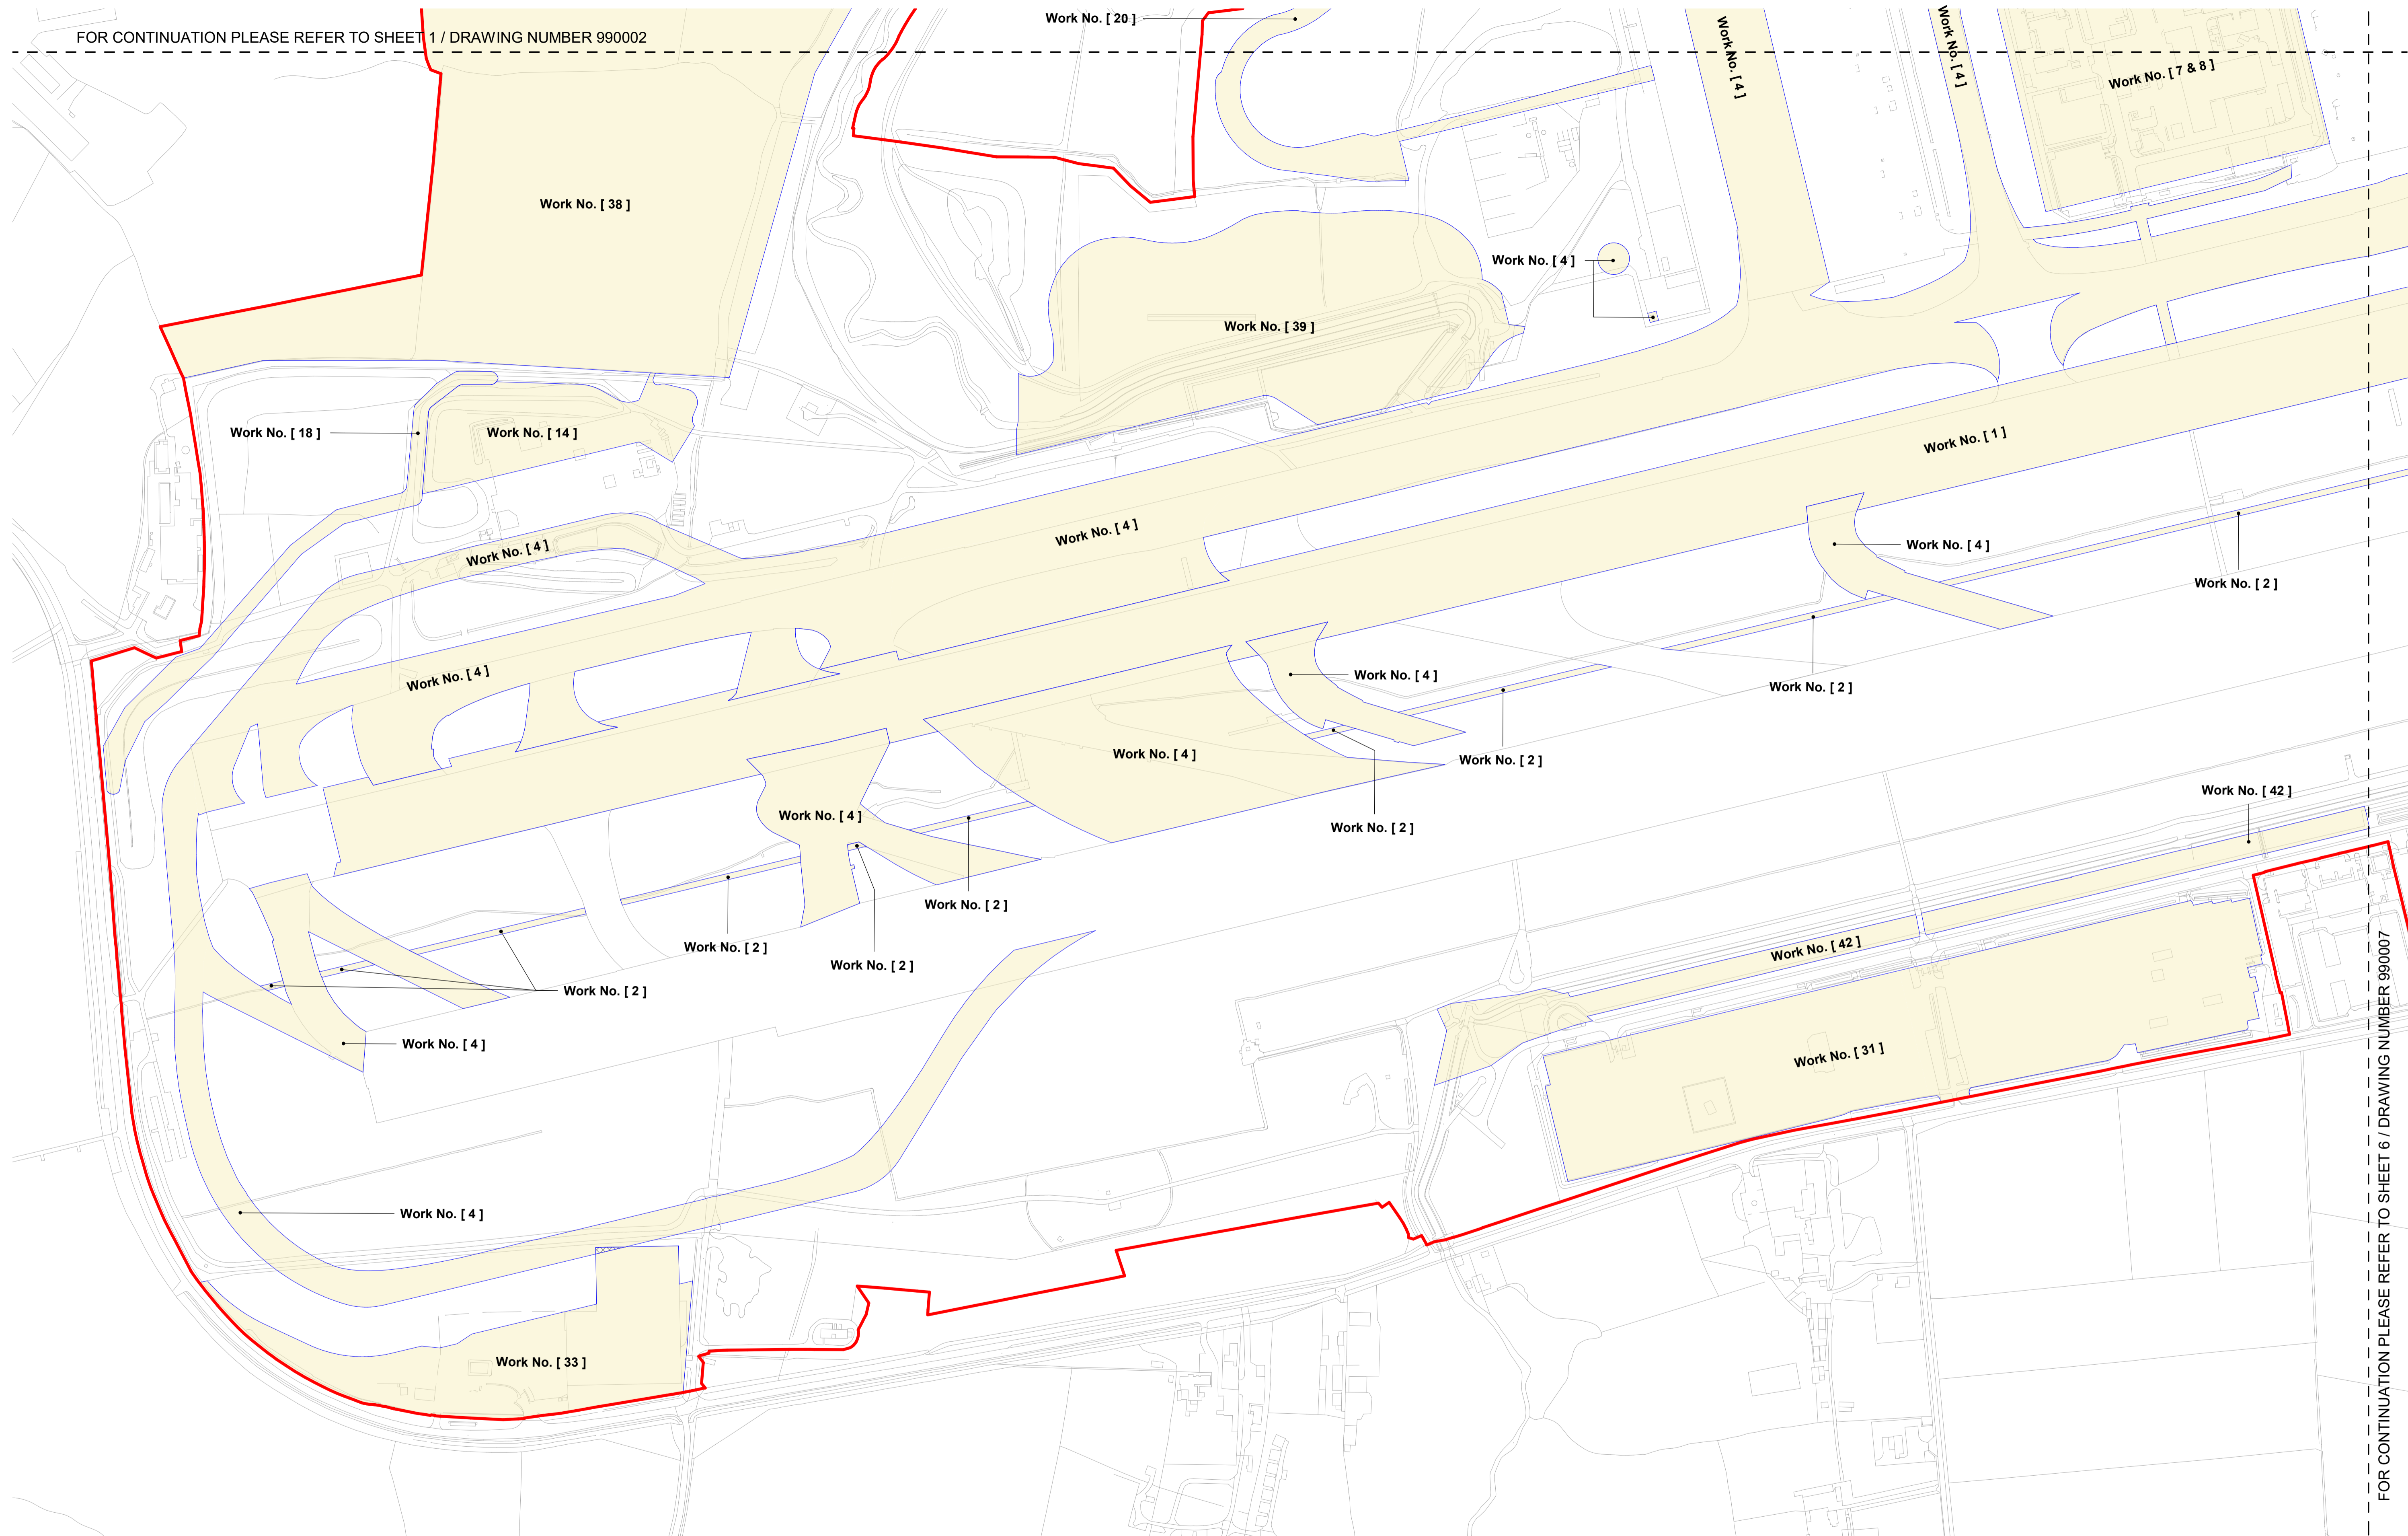 Work No. [ 20 ]
FOR CONTINUATION PLEASE REFER TO SHEET 1 / DRAWING NUMBER 990002
Work No. [ 4 ]
Work No. [ 4 ]
Work No. [ 7 & 8 ]
Work No. [ 38 ]
Work No. [ 4 ]
Work No. [ 39 ]
Work No. [ 18 ]
Work No. [ 14 ]
Work No. [ 1 ]
Work No. [ 4 ]
Work No. [ 4 ]
Work No. [ 4 ]
Work No. [ 2 ]
Work No. [ 4 ]
Work No. [ 4 ]
Work No. [ 2 ]
Work No. [ 4 ]
Work No. [ 2 ]
Work No. [ 42 ]
Work No. [ 4 ]
Work No. [ 2 ]
Work No. [ 2 ]
Work No. [ 2 ]
Work No. [ 42 ]
Work No. [ 2 ]
Work No. [ 2 ]
Work No. [ 4 ]
Work No. [ 31 ]
Work No. [ 4 ]
Work No. [ 33 ]
FOR CONTINUATION PLEASE REFER TO SHEET 6 / DRAWING NUMBER 990007